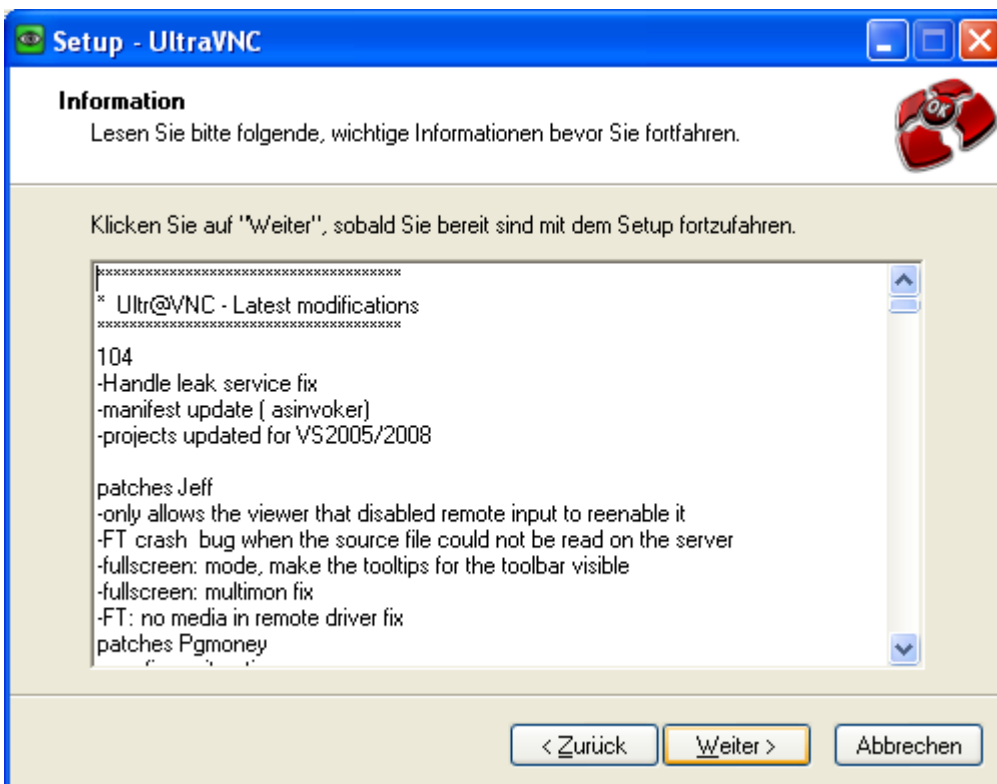 Setup - UltraVNC
Information
Lesen Sie bitte folgende, wichtige Informationen bevor Sie fortfahren.
OK
Klicken Sie auf "Weiter", sobald Sie bereit sind mit dem Setup fortzufahren.
***************************************
* Ultr@VNC - Latest modifications
***************************************
104
-Handle leak service fix
-manifest update ( asinvoker)
-projects updated for VS2005/2008
patches Jeff
-only allows the viewer that disabled remote input to reenable it
-FT crash  bug when the source file could not be read on the server
-fullscreen: mode, make the tooltips for the toolbar visible
-fullscreen: multimon fix
-FT: no media in remote driver fix
patches Pgmoney
< Zurück
Weiter >
Abbrechen